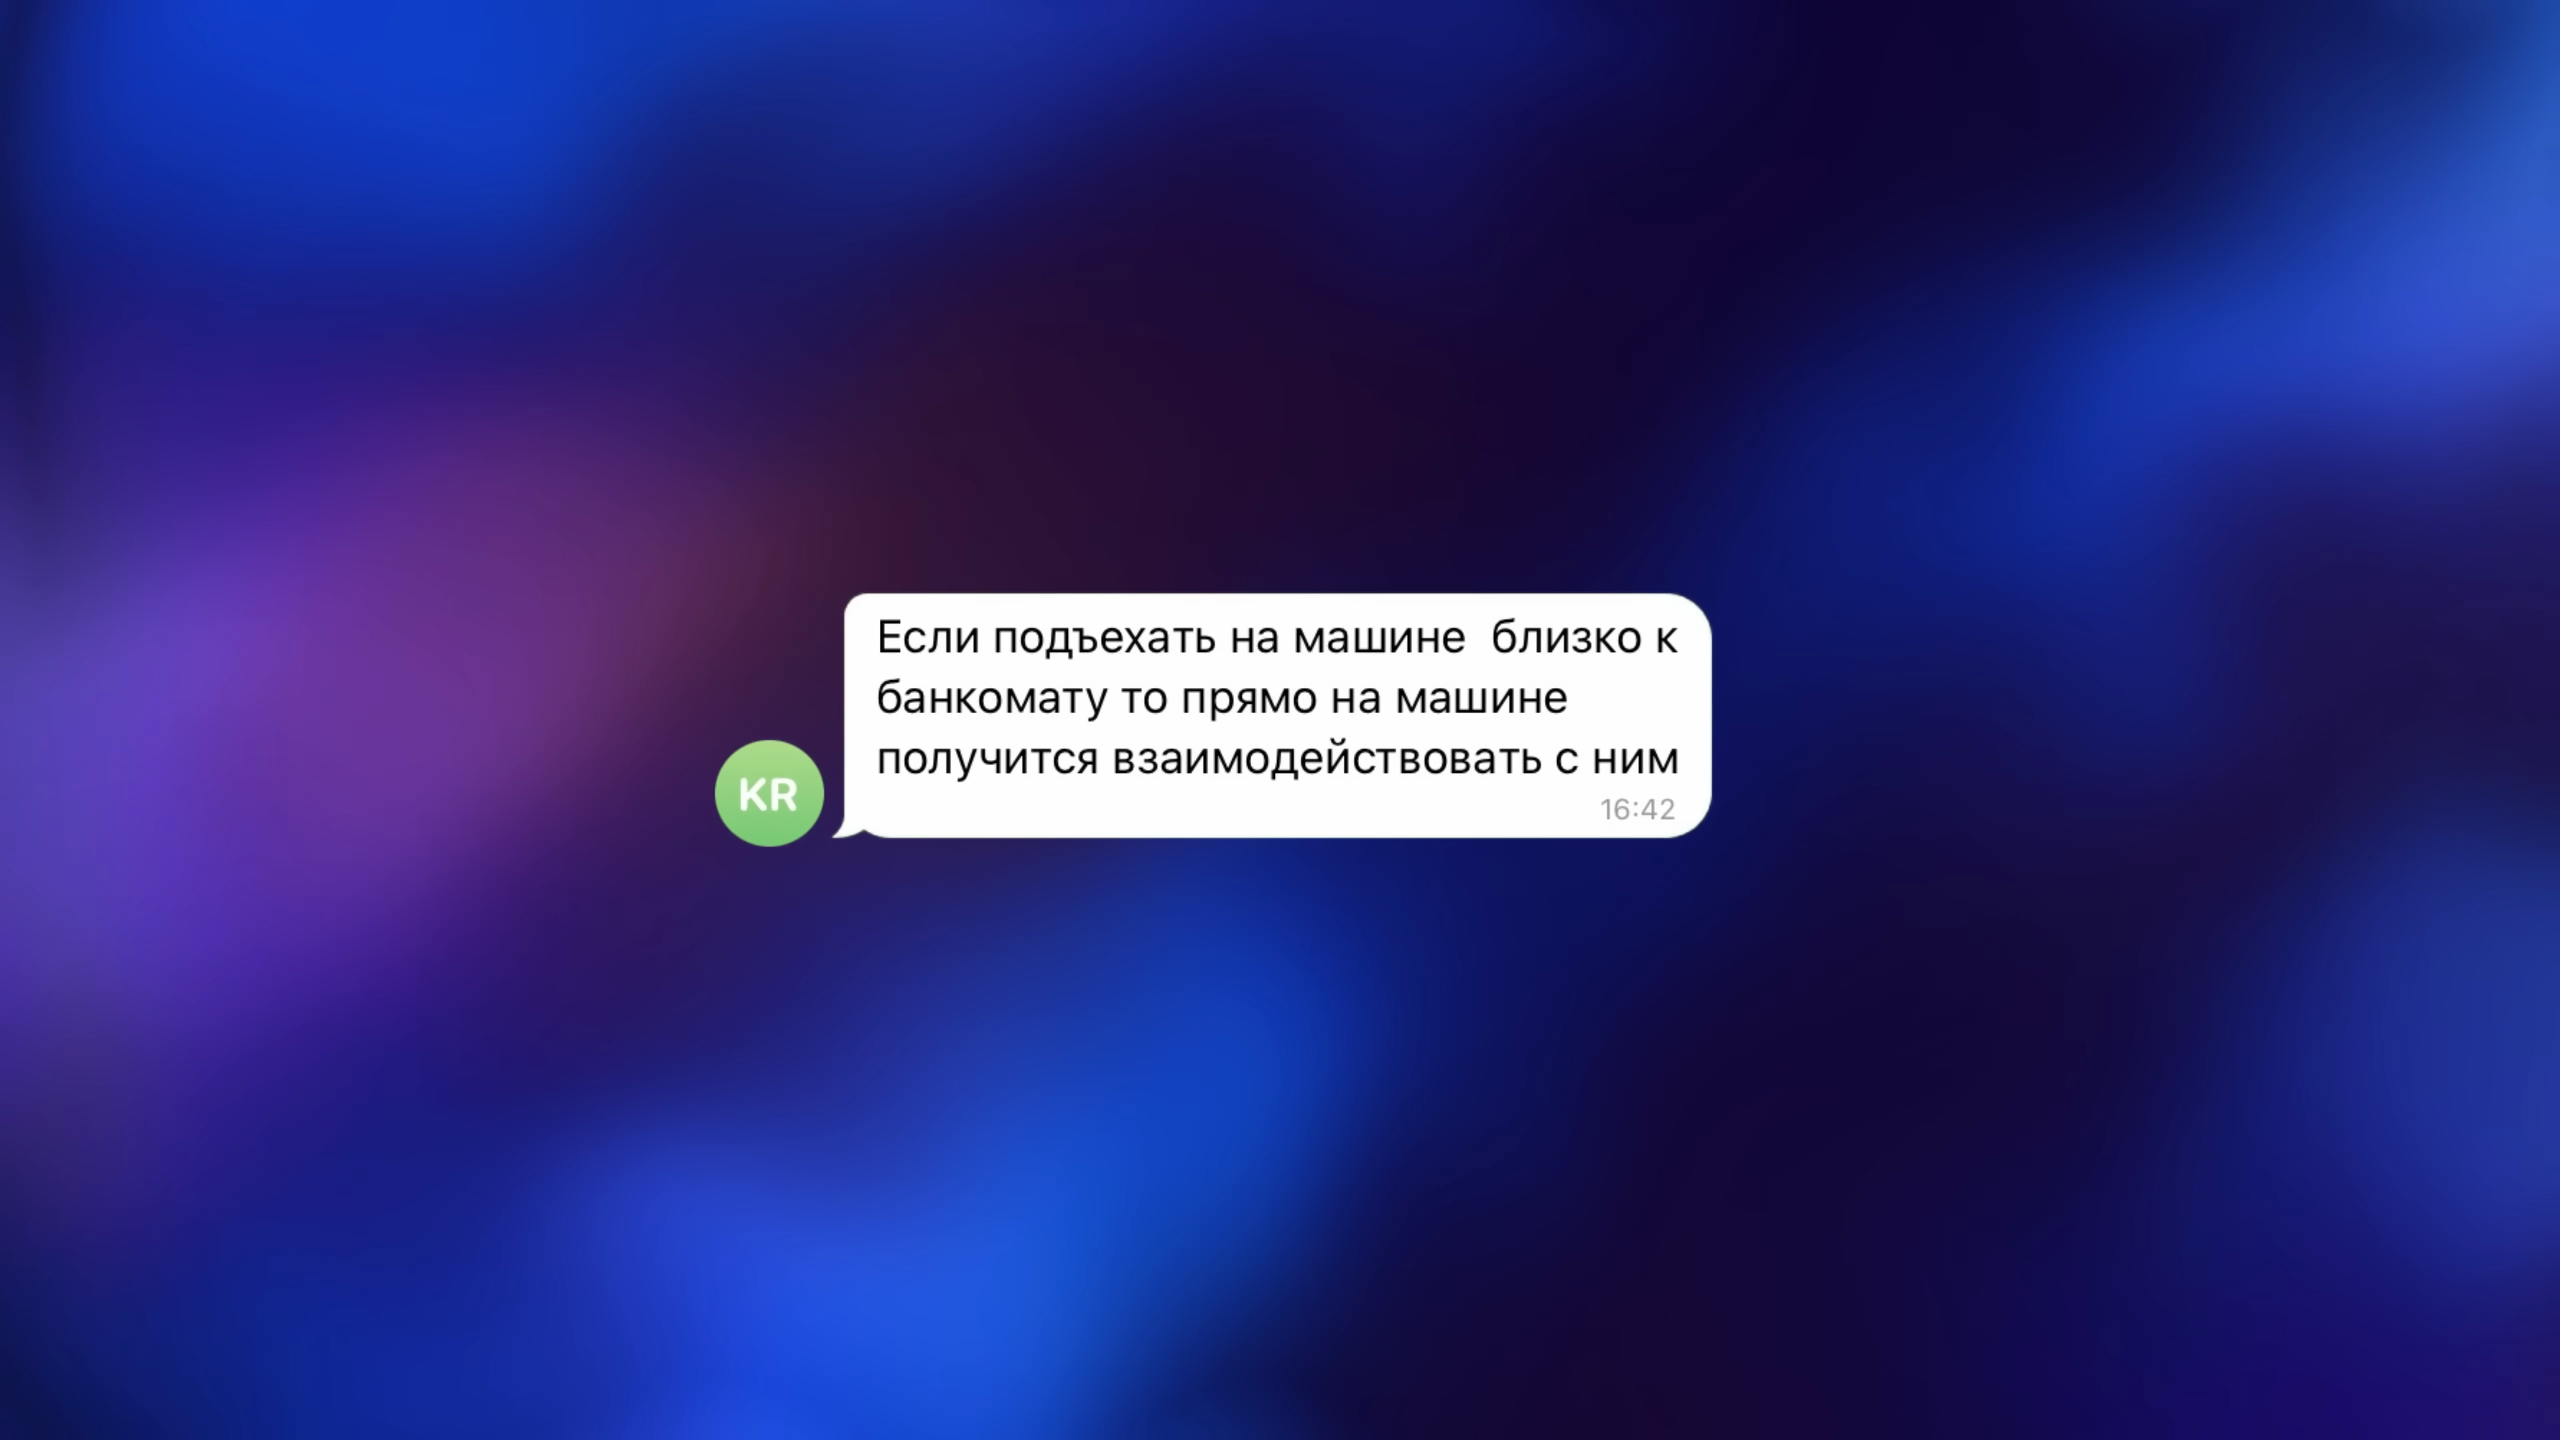 Если подъехать на машине  близко к
банкомату то прямо на машине
получится взаимодействовать с ним
16:42
KR